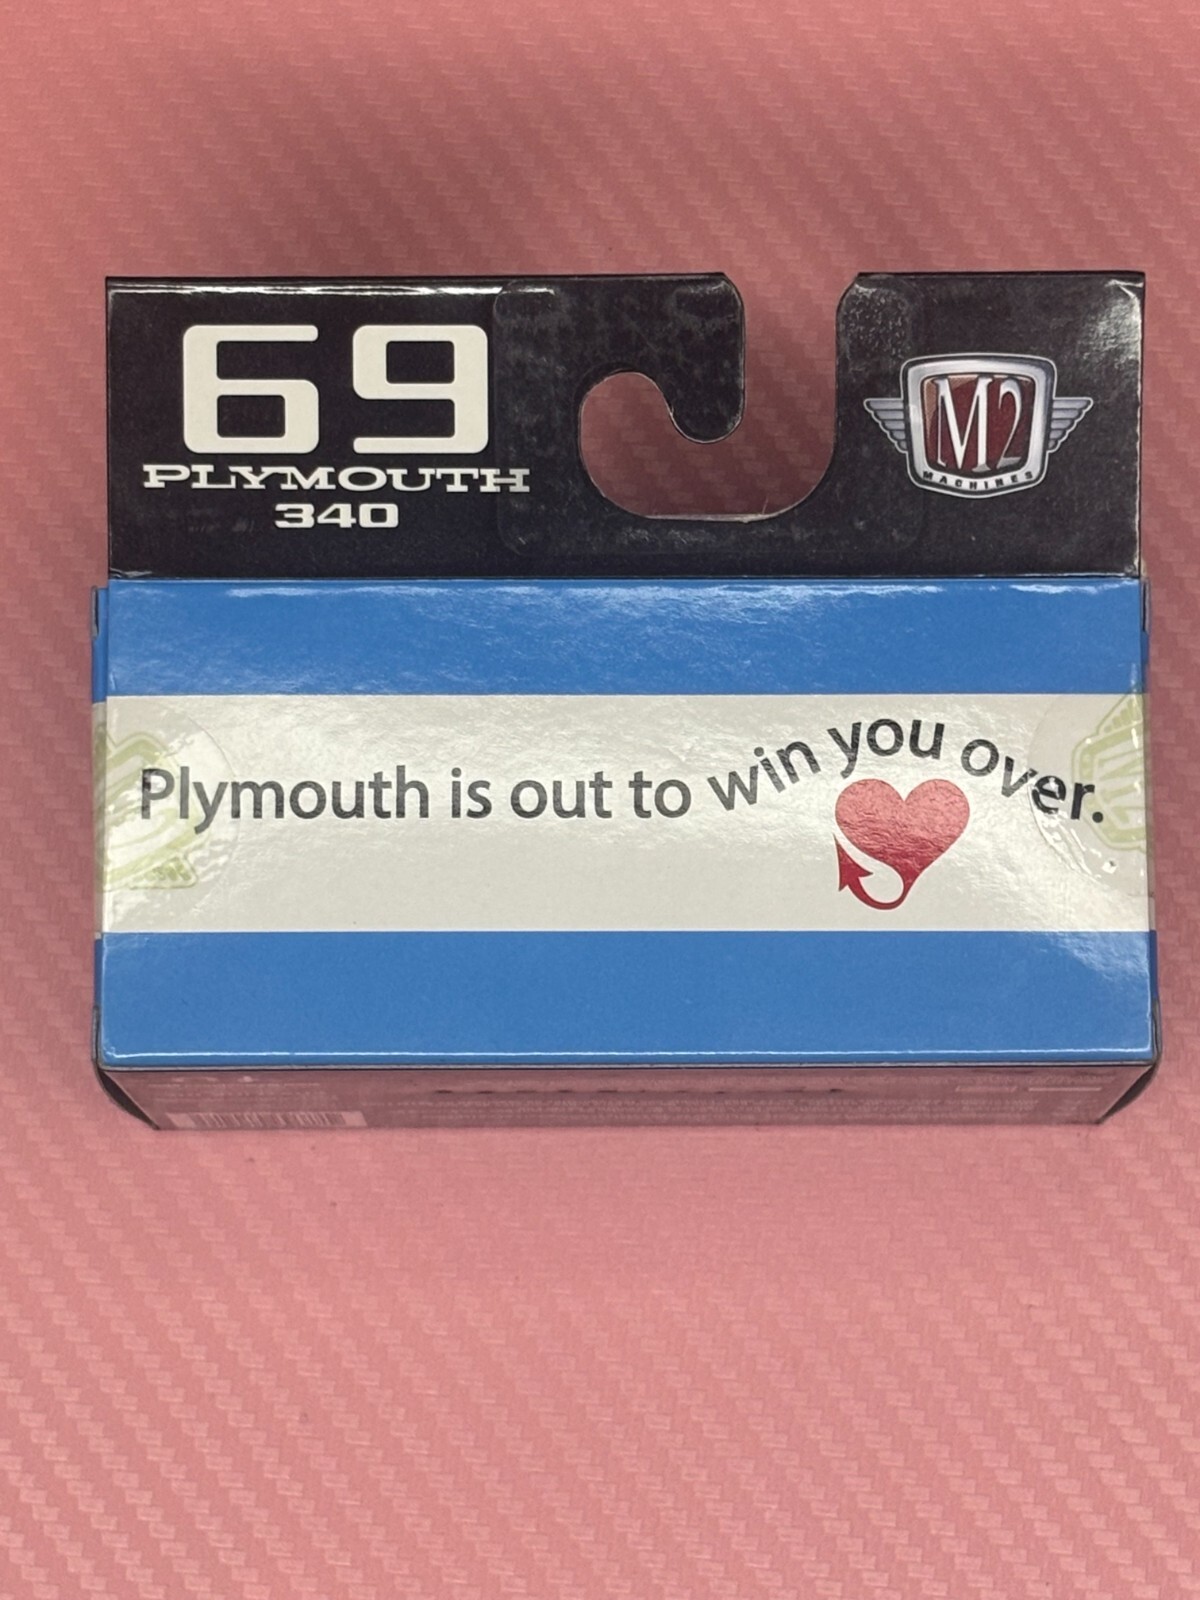 69
PLYMOUTH
340
M2
MACHINES
Plymouth is out to win you over.